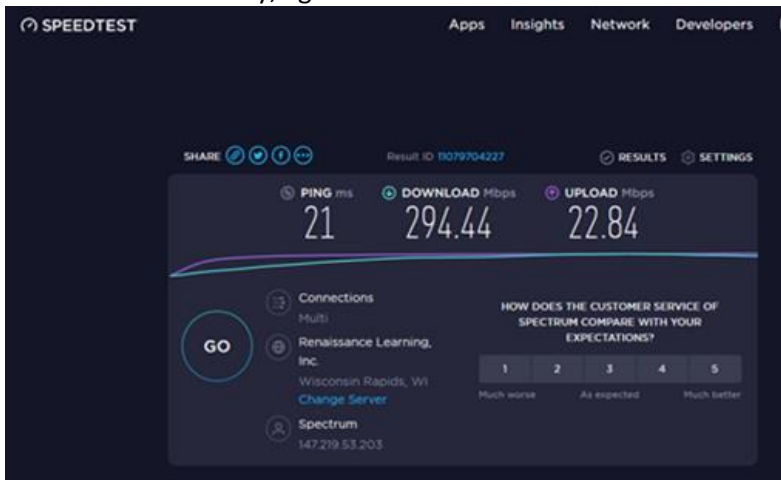 SPEEDTEST
Apps Insights Network Developers
SHARE Result ID 11079704227 RESULTS SETTINGS
PING ms DOWNLOAD Mbps UPLOAD Mbps
21 294.44 22.84
GO
Connections
Multi
Renaissance Learning,
Inc.
Wisconsin Rapids, WI
Change Server
Spectrum
147.219.53.203
HOW DOES THE CUSTOMER SERVICE OF
SPECTRUM COMPARE WITH YOUR
EXPECTATIONS?
1 2 3 4 5
Much worse As expected Much better